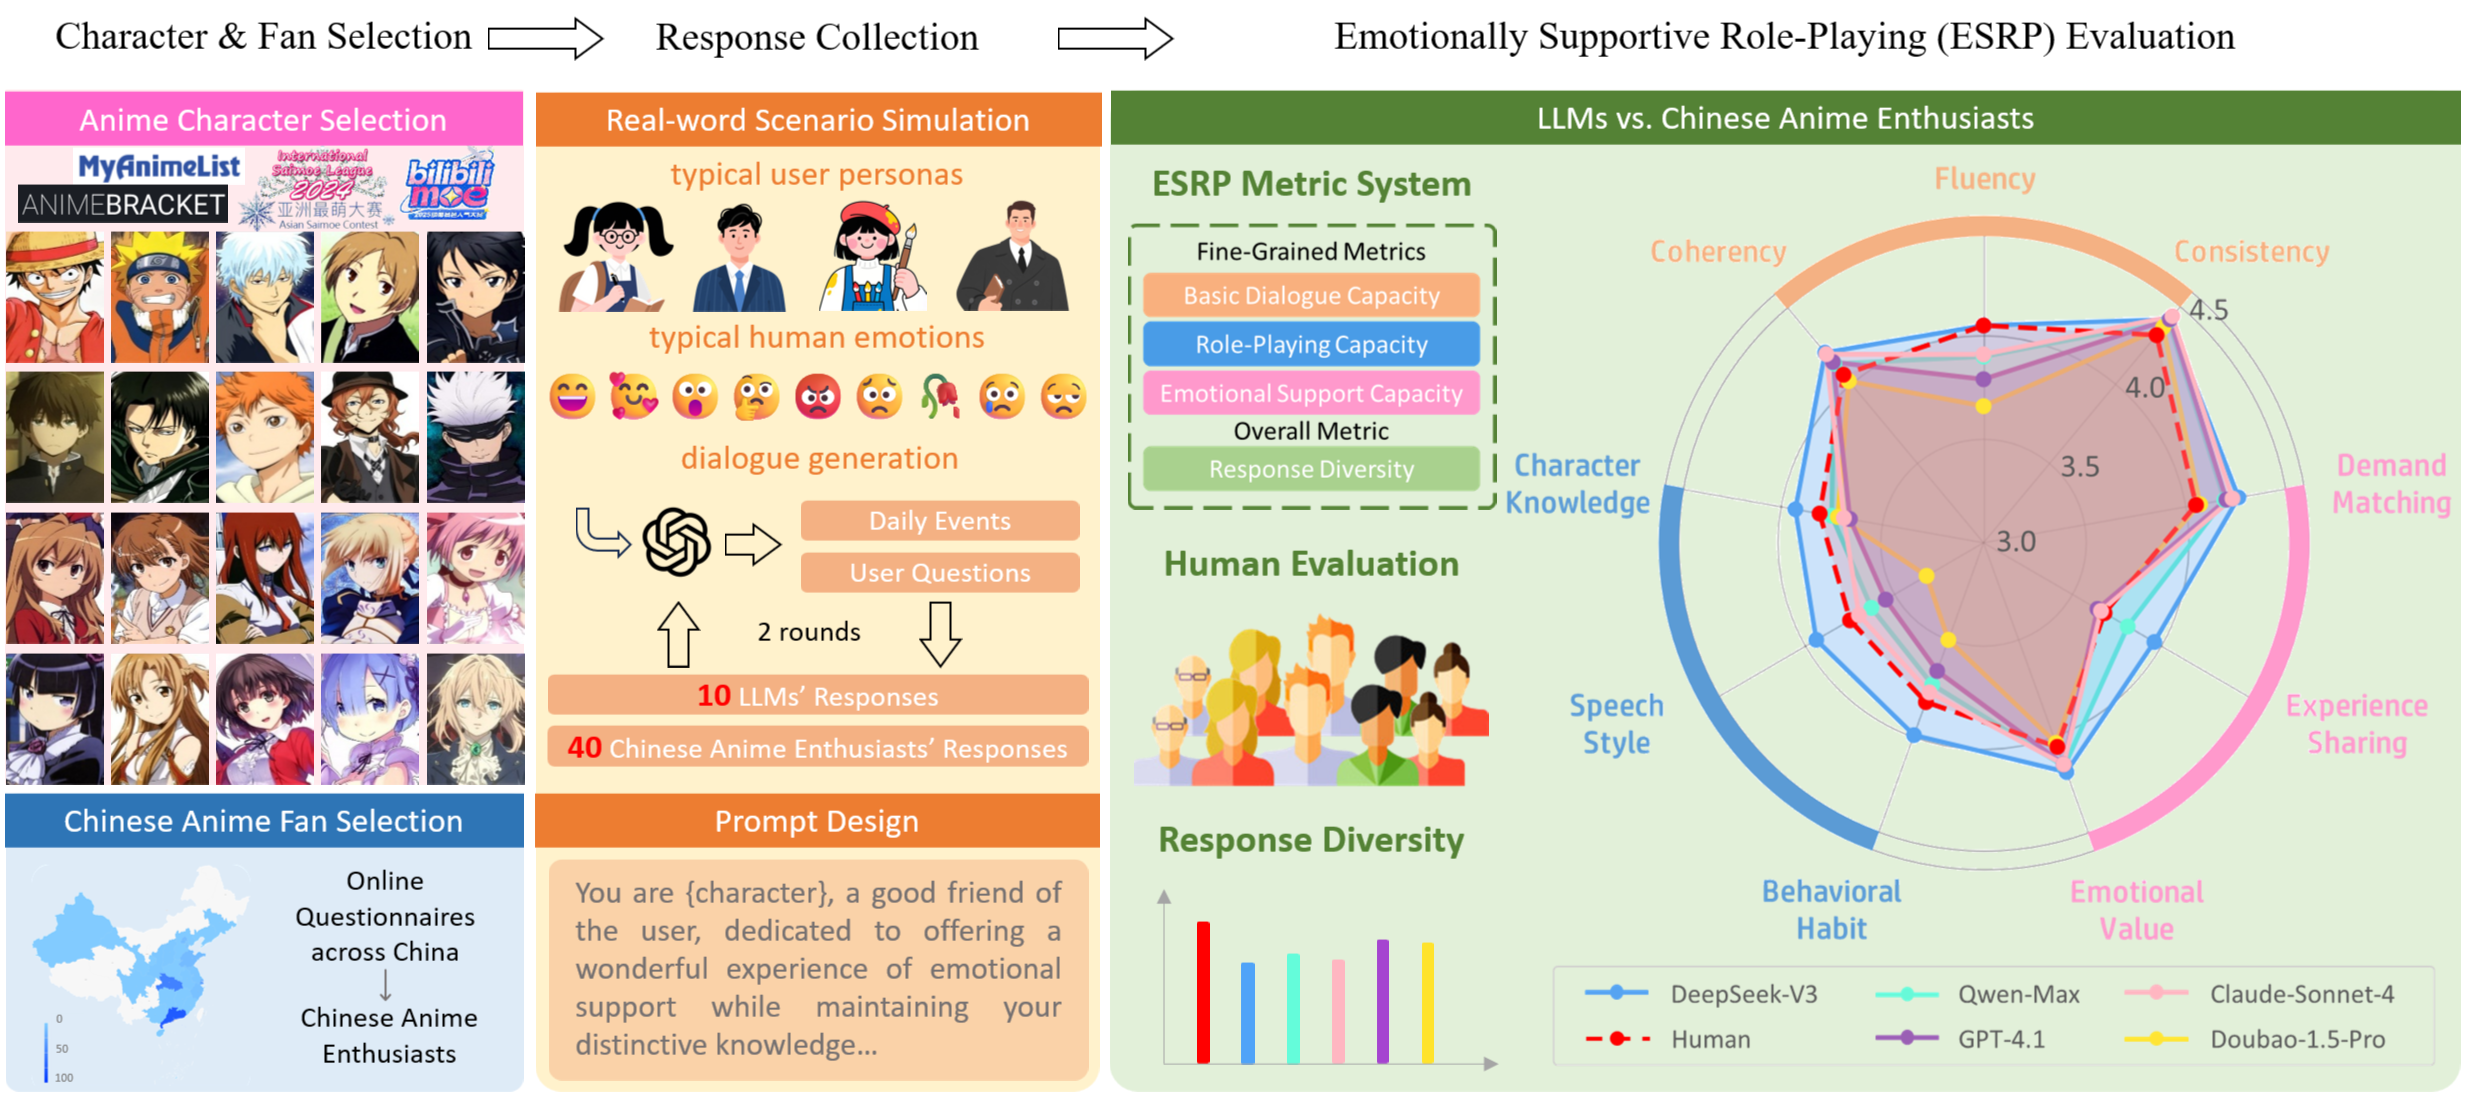 Character & Fan Selection
Response Collection
Emotionally Supportive Role-Playing (ESRP) Evaluation
Anime Character Selection
MyAnimeList
ANIMEBRACKET
International
Saimoe League
2024
亚洲最萌大赛
Asian Saimoe Contest
bilibili
moe
Chinese Anime Fan Selection
Online
Questionnaires
across China
Chinese Anime
Enthusiasts
0
50
100
Real-word Scenario Simulation
typical user personas
typical human emotions
dialogue generation
Daily Events
User Questions
2 rounds
10 LLMs’ Responses
40 Chinese Anime Enthusiasts’ Responses
Prompt Design
You are {character}, a good friend of
the user, dedicated to offering a
wonderful experience of emotional
support while maintaining your
distinctive knowledge…
LLMs vs. Chinese Anime Enthusiasts
ESRP Metric System
Fine-Grained Metrics
Basic Dialogue Capacity
Role-Playing Capacity
Emotional Support Capacity
Overall Metric
Response Diversity
Human Evaluation
Response Diversity
Fluency
Coherency
Consistency
4.5
4.0
3.5
3.0
Character
Knowledge
Demand
Matching
Speech
Style
Experience
Sharing
Behavioral
Habit
Emotional
Value
DeepSeek-V3
Qwen-Max
Claude-Sonnet-4
Human
GPT-4.1
Doubao-1.5-Pro